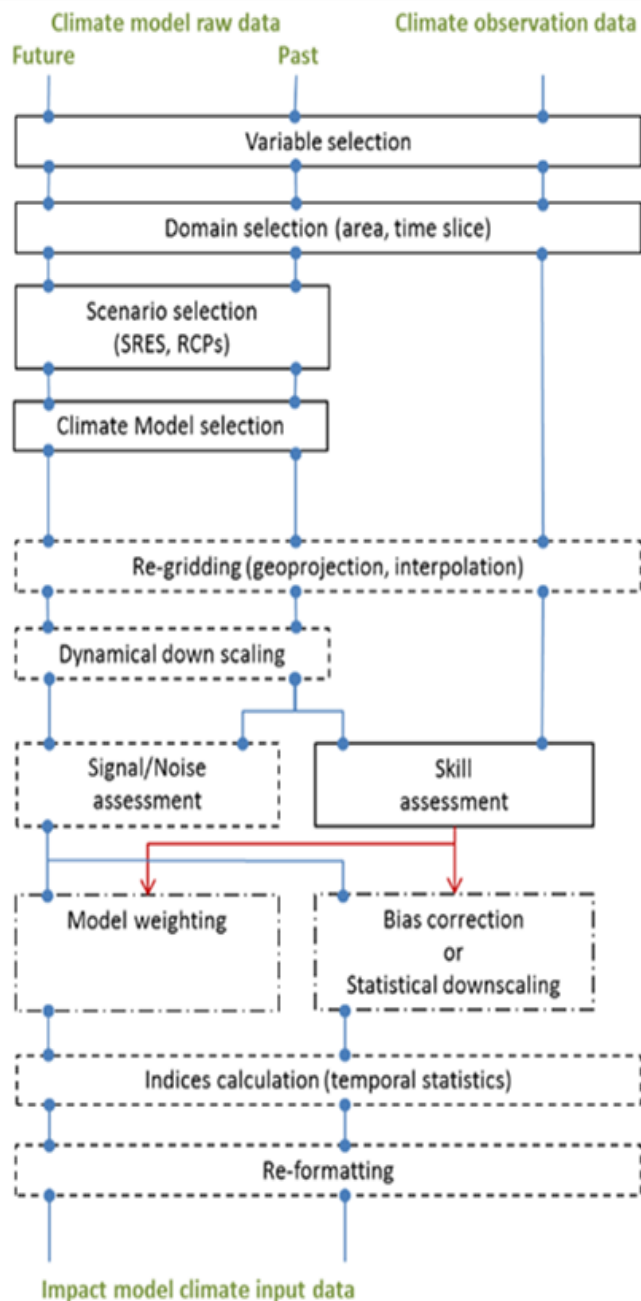 Climate model raw data
Climate observation data
Future
Past
Variable selection
Domain selection (area, time slice)
Scenario selection
(SRES, RCPs)
Climate Model selection
Re-gridding (geoprojection, interpolation)
Dynamical down scaling
Signal/Noise
assessment
Skill
assessment
Model weighting
Bias correction
or
Statistical downscaling
Indices calculation (temporal statistics)
Re-formatting
Impact model climate input data